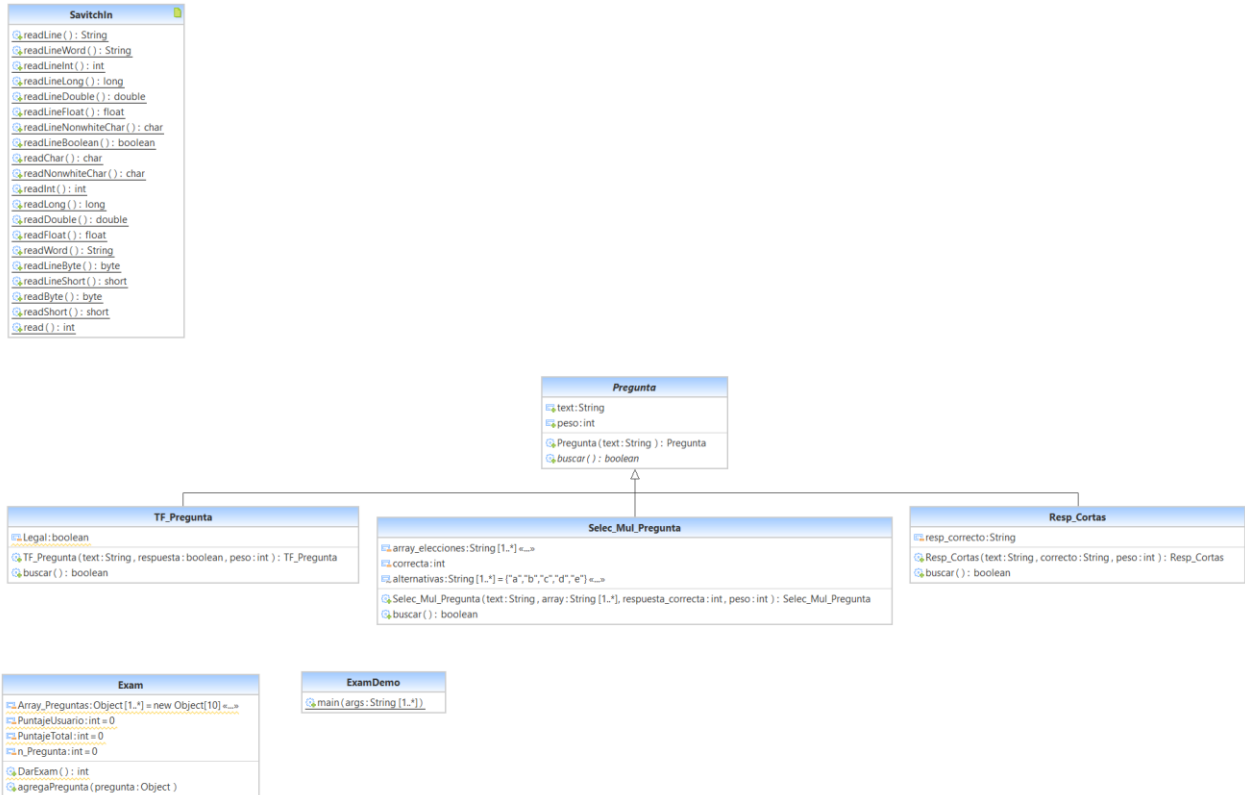 SavitchIn
readLine ( ) : String
readLineWord ( ) : String
readLineInt ( ) : int
readLineLong ( ) : long
readLineDouble ( ) : double
readLineFloat ( ) : float
readLineNonwhiteChar ( ) : char
readLineBoolean ( ) : boolean
readChar ( ) : char
readNonwhiteChar ( ) : char
readInt ( ) : int
readLong ( ) : long
readDouble ( ) : double
readFloat ( ) : float
readWord ( ) : String
readLineByte ( ) : byte
readLineShort ( ) : short
readByte ( ) : byte
readShort ( ) : short
read ( ) : int
Pregunta
text:String
peso:int
Pregunta ( text : String ) : Pregunta
buscar ( ) : boolean
TF_Pregunta
Legal:boolean
TF_Pregunta ( text : String , respuesta : boolean , peso : int ) : TF_Pregunta
buscar ( ) : boolean
Selec_Mul_Pregunta
array_elecciones:String [1..*] «...»
correcta:int
alternativas:String [1..*] = {"a","b","c","d","e"} «...»
Selec_Mul_Pregunta ( text : String , array : String [1..*], respuesta_correcta : int , peso : int ) : Selec_Mul_Pregunta
buscar ( ) : boolean
Resp_Cortas
resp_correcto:String
Resp_Cortas ( text : String , correcto : String , peso : int ) : Resp_Cortas
buscar ( ) : boolean
Exam
Array_Preguntas:Object [1..*] = new Object[10] «...»
PuntajeUsuario:int = 0
PuntajeTotal:int = 0
n_Pregunta:int = 0
DarExam ( ) : int
agregaPregunta ( pregunta : Object )
ExamDemo
main ( args : String [1..*] )